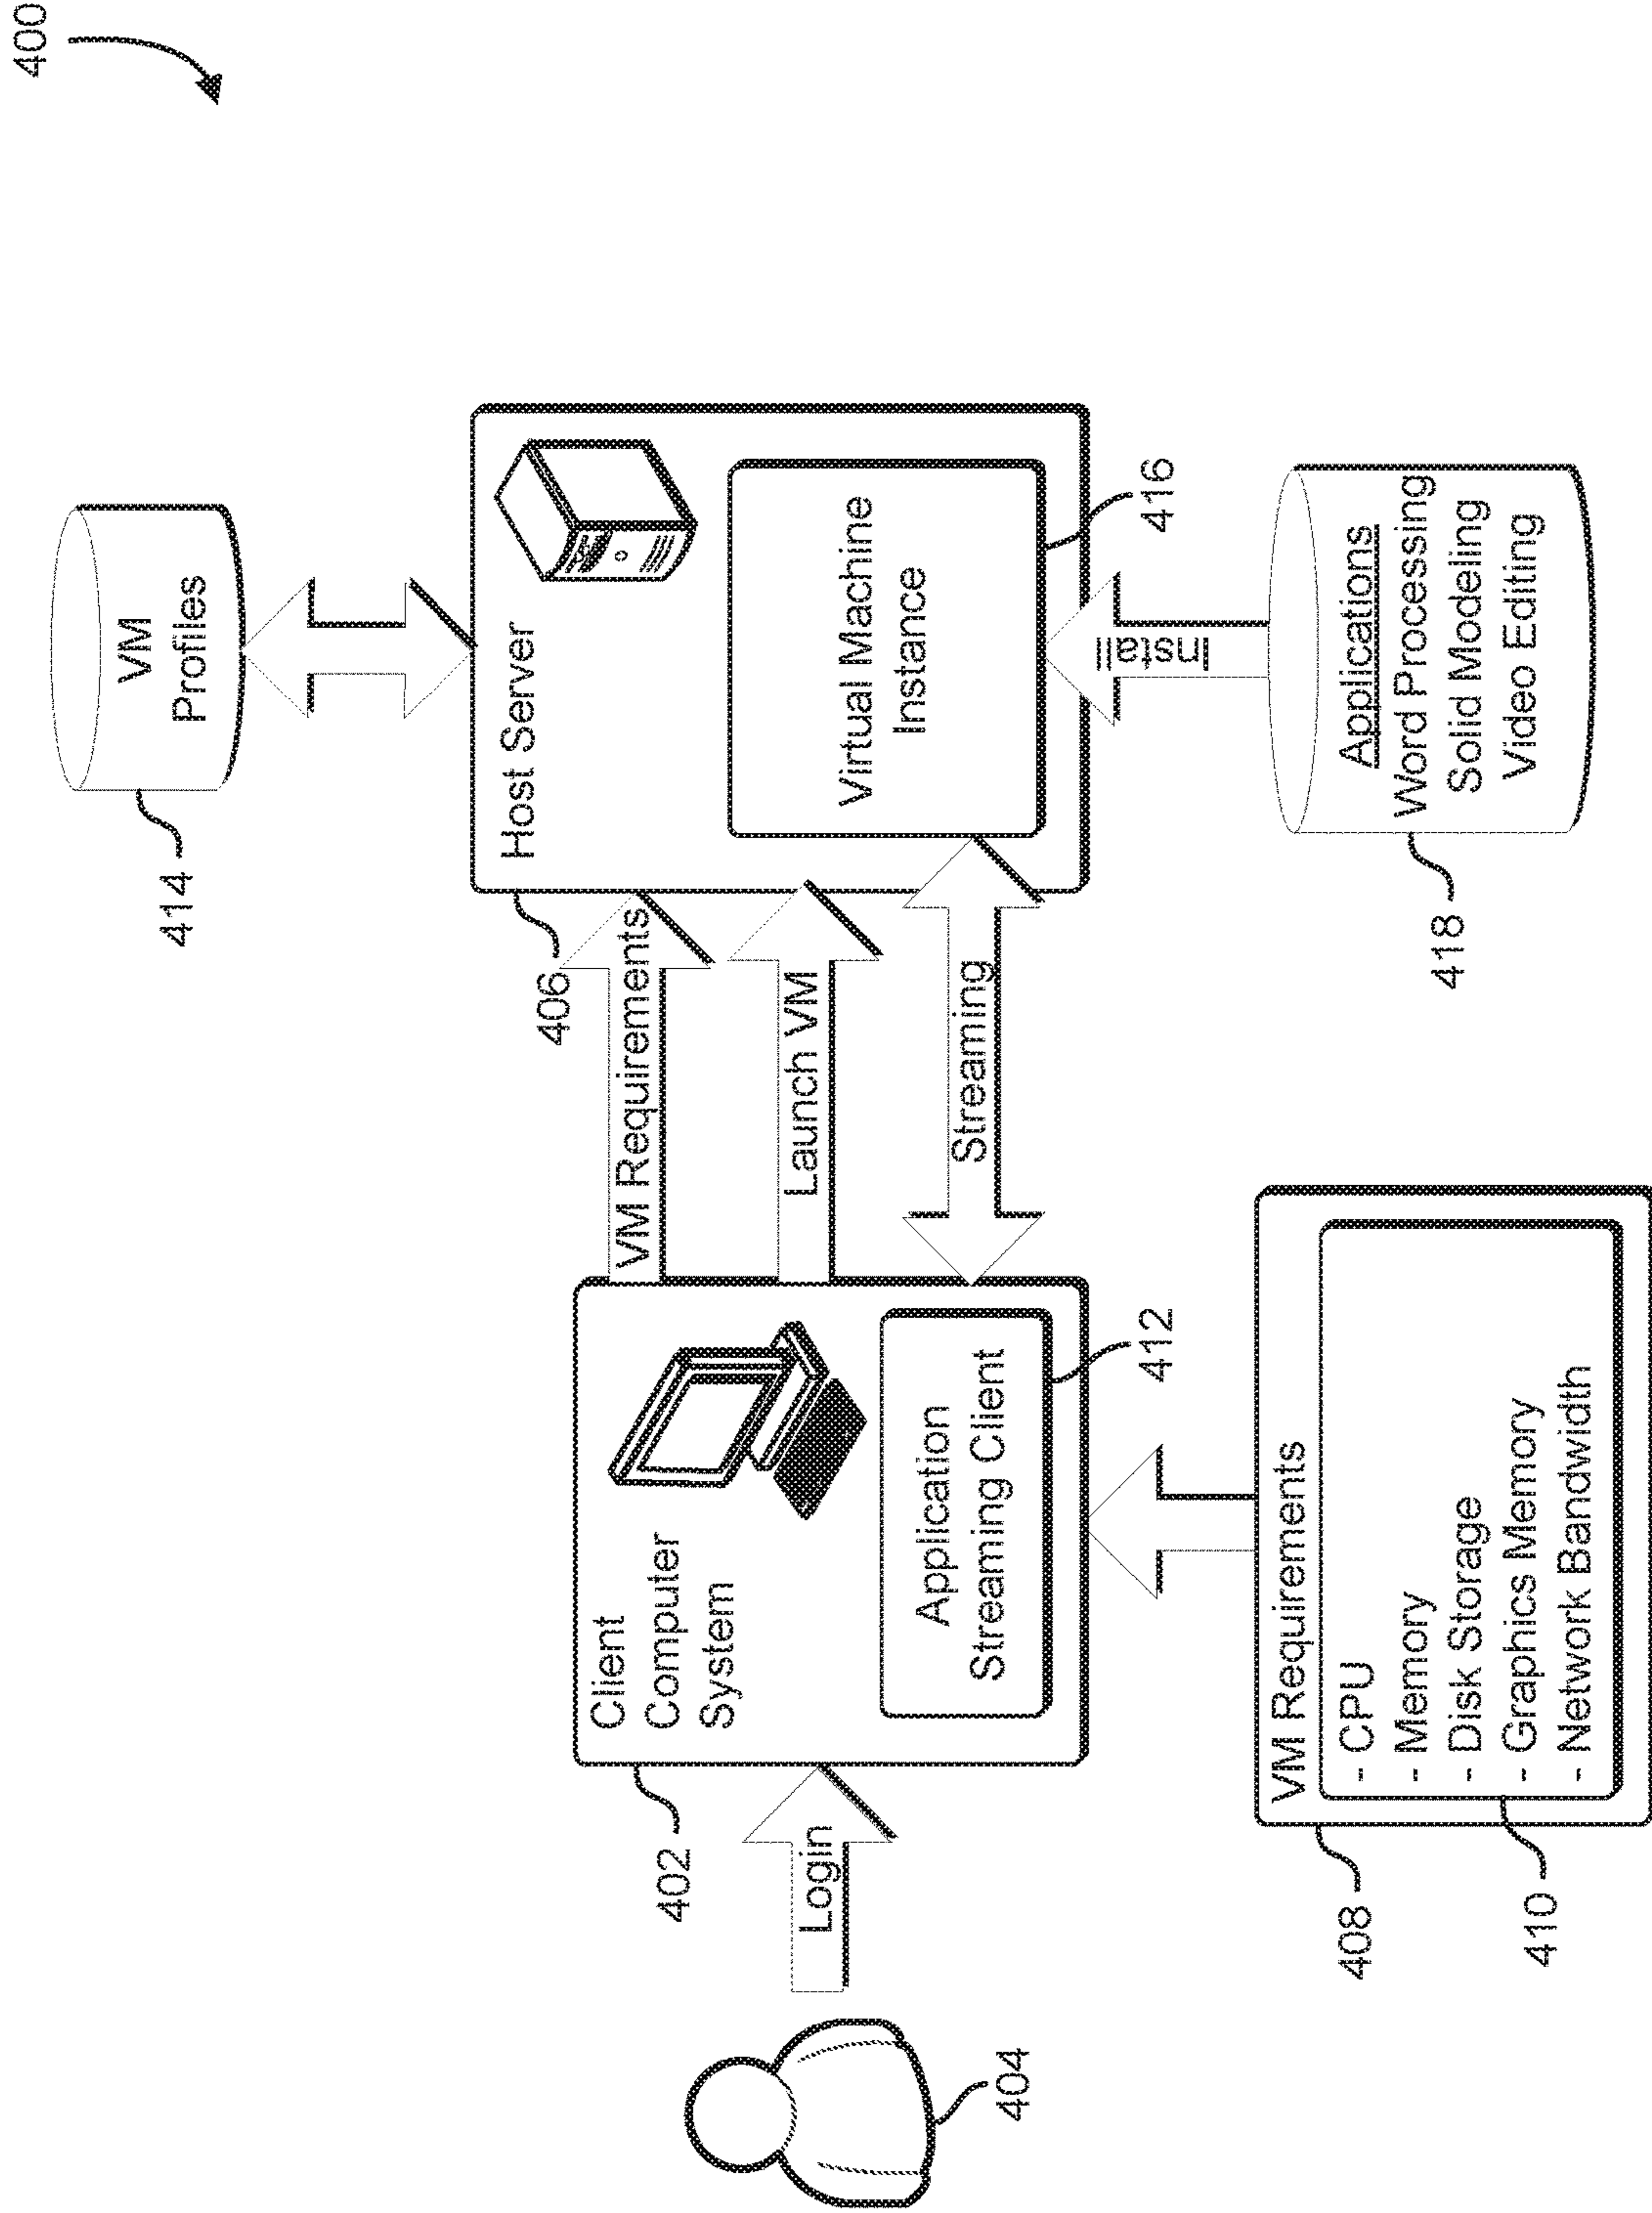 400
VM
Profiles
414
Host Server
406
Virtual Machine
Instance
416
VM Requirements
Launch VM
Streaming
Client
Computer
System
402
Application
Streaming Client
412
Login
404
Install
Applications
Word Processing
Solid Modeling
Video Editing
418
VM Requirements
- CPU
- Memory
- Disk Storage
- Graphics Memory
- Network Bandwidth
408
410